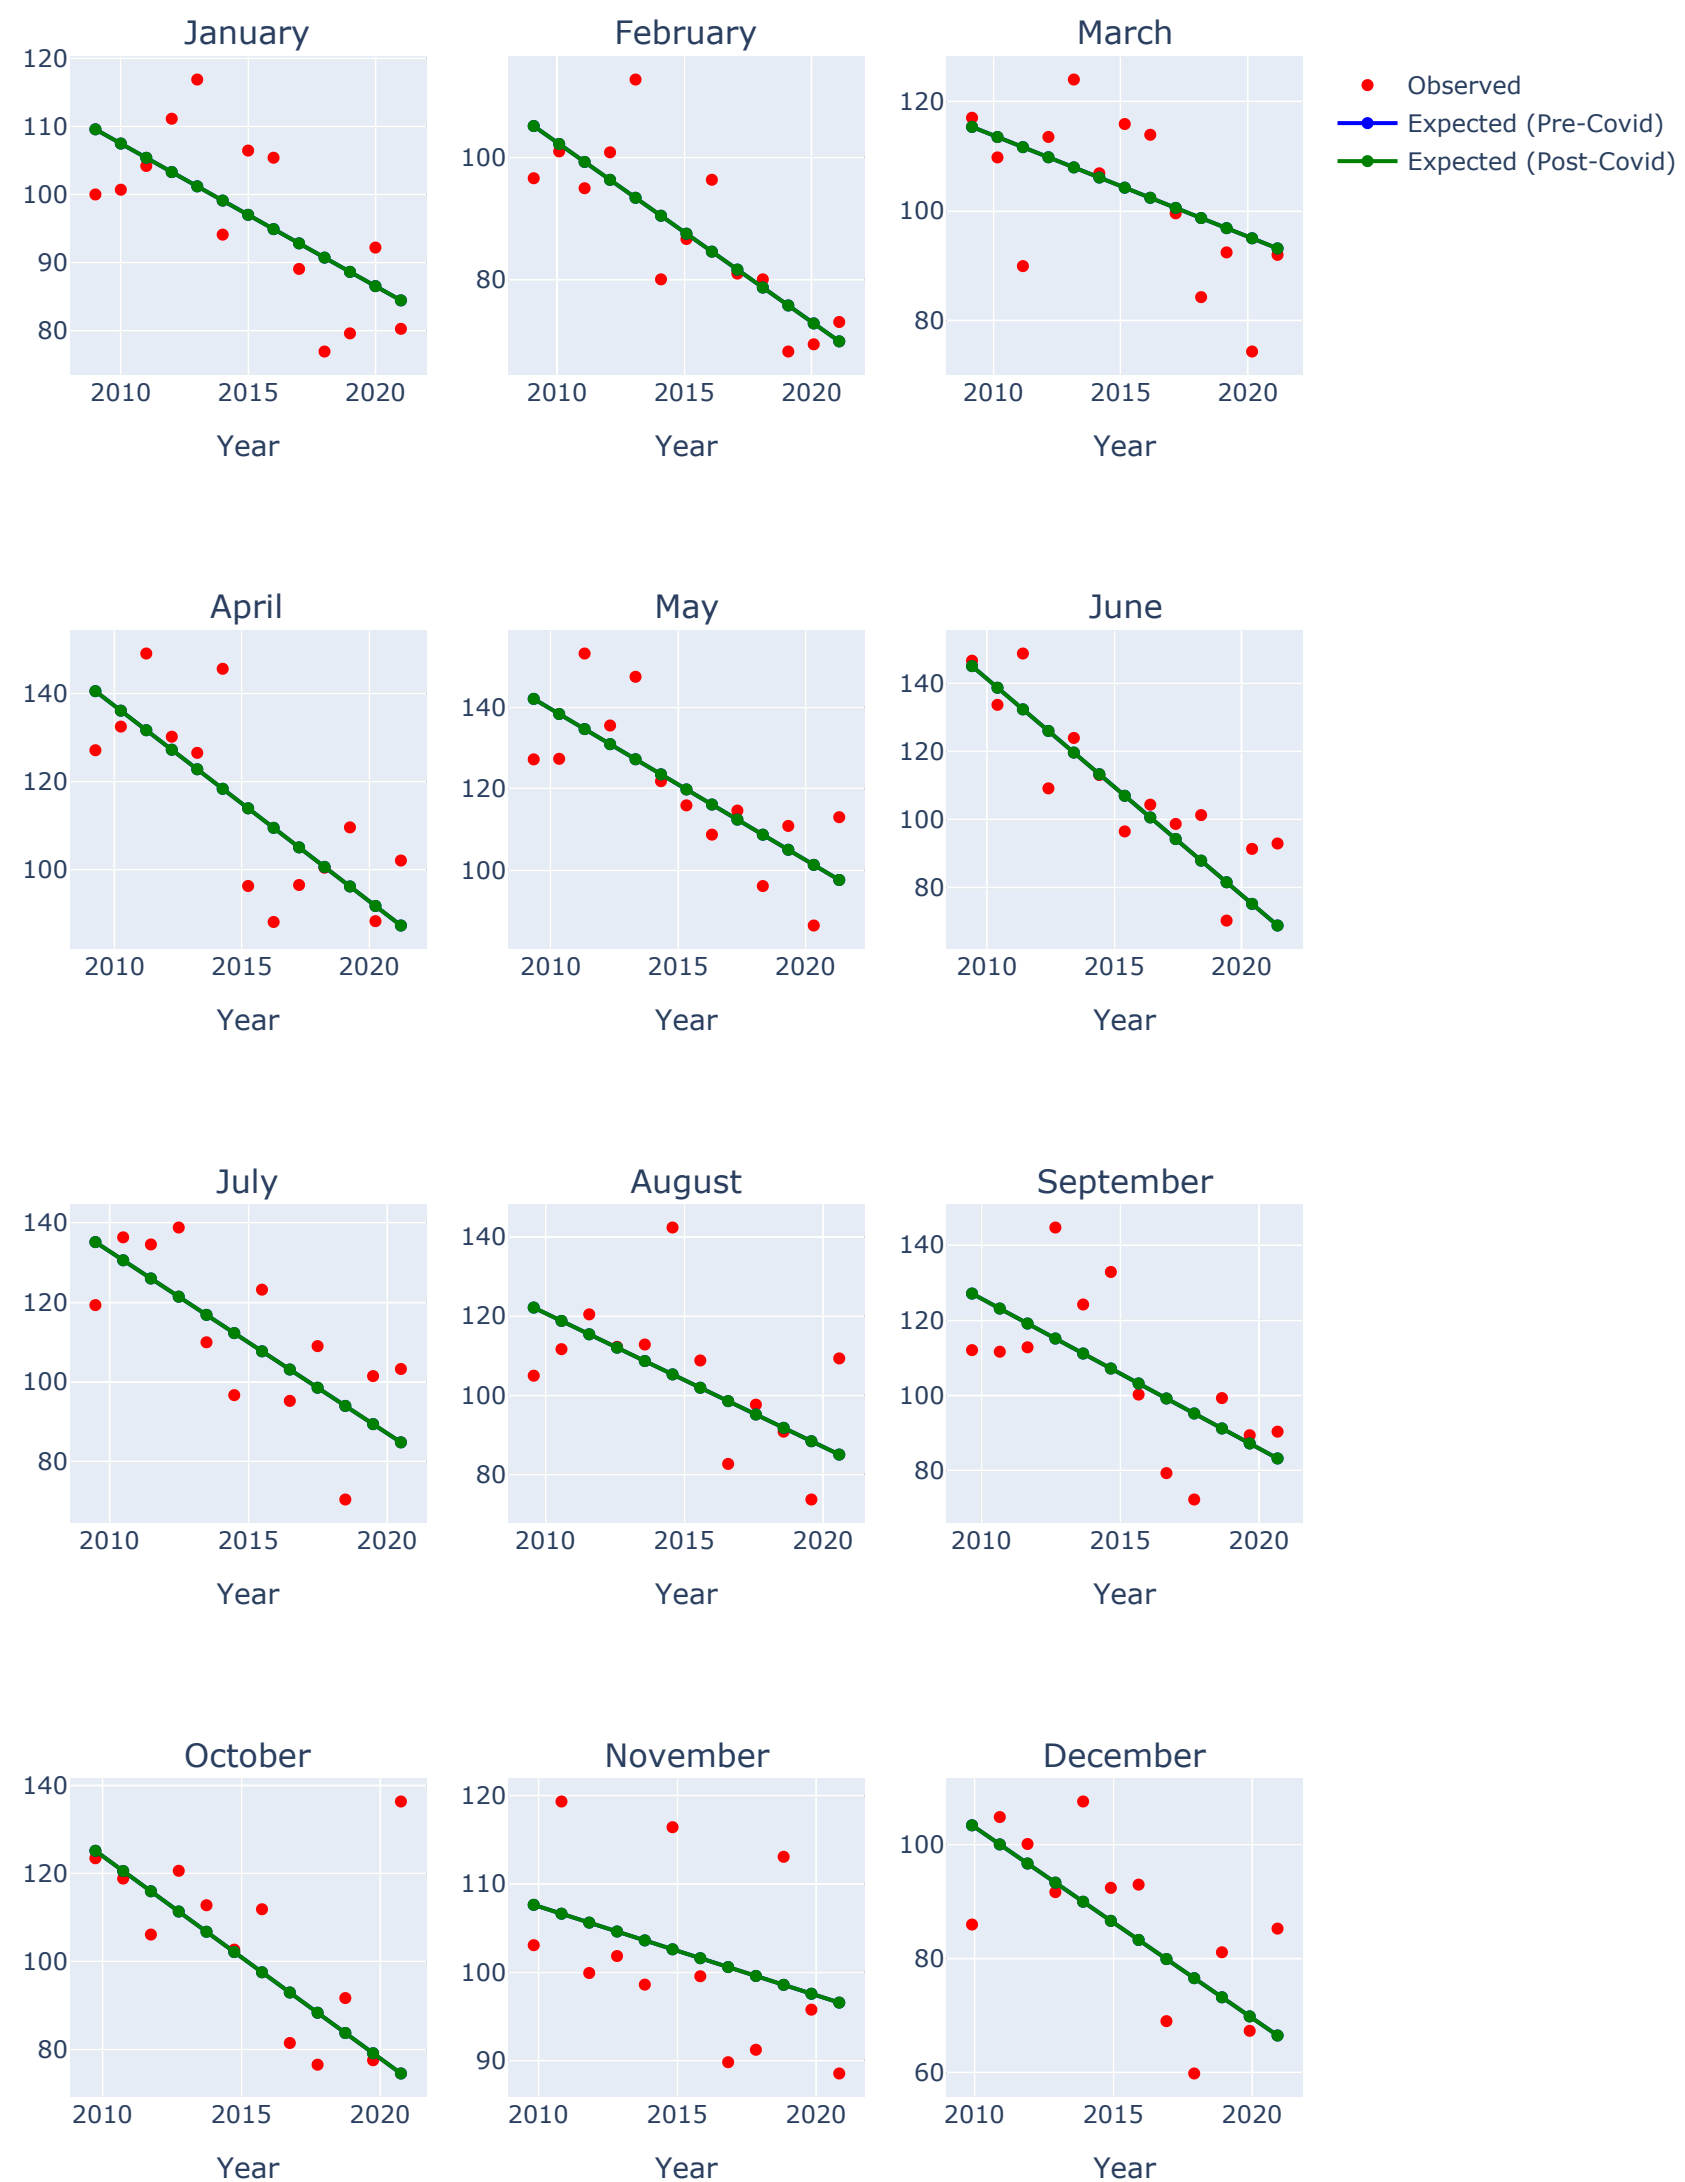 January February March
120
110
100
90
80
2010 2015 2020
Year
100
80
2010 2015 2020
Year
120
100
80
2010 2015 2020
Year
Observed
Expected (Pre-Covid)
Expected (Post-Covid)
April May June
140
120
100
2010 2015 2020
Year
140
120
100
2010 2015 2020
Year
140
120
100
80
2010 2015 2020
Year
July August September
140
120
100
80
2010 2015 2020
Year
140
120
100
80
2010 2015 2020
Year
140
120
100
80
2010 2015 2020
Year
October November December
140
120
100
80
2010 2015 2020
Year
120
110
100
90
2010 2015 2020
Year
100
80
60
2010 2015 2020
Year